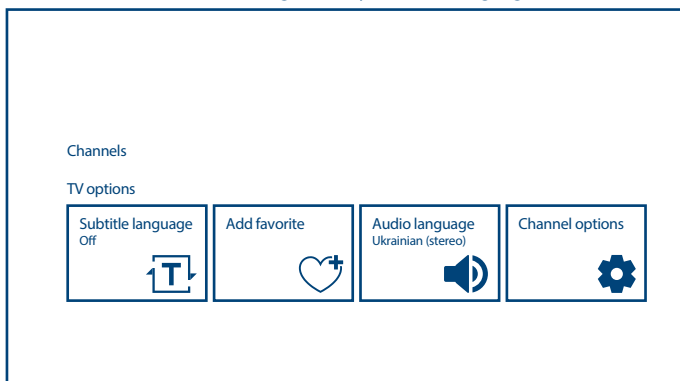 Channels
TV options
Subtitle language
Off
T
Add favorite
Audio language
Ukrainian (stereo)
Channel options